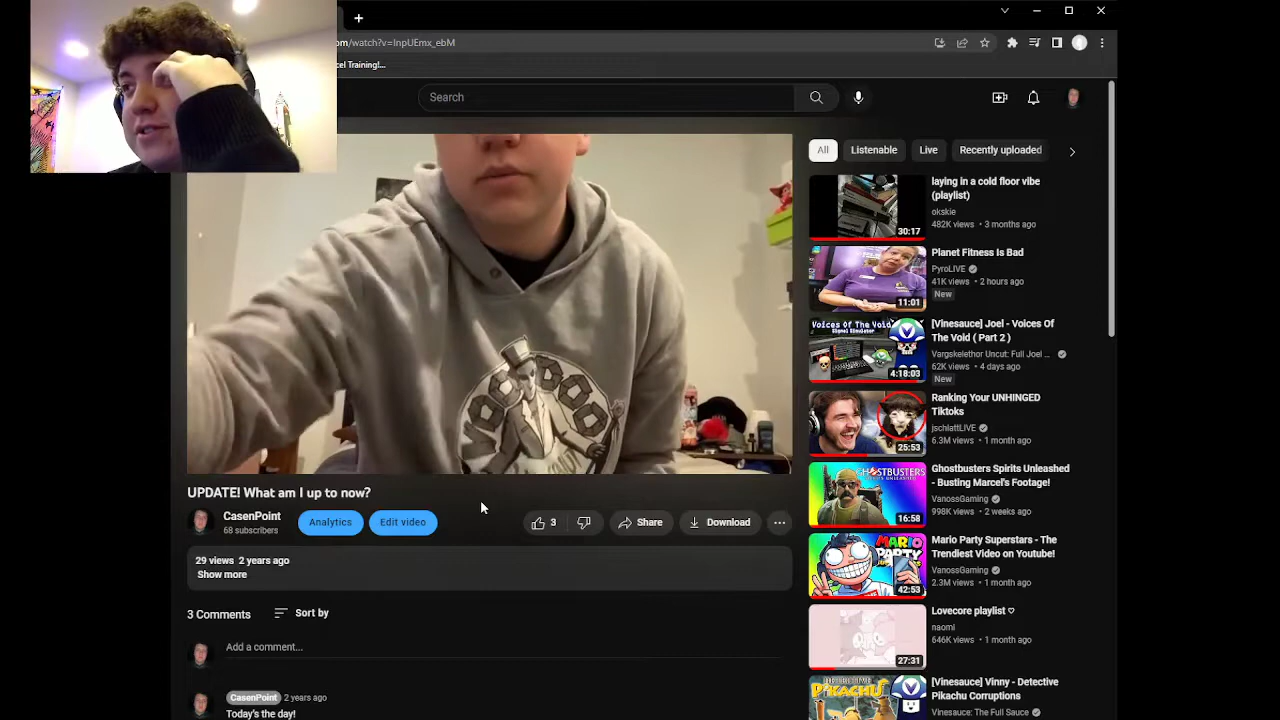 om/watch?v=InpUEmx_ebM
cel Training!...
Search
All
Listenable
Live
Recently uploaded
VOODOO
UPDATE! What am I up to now?
CasenPoint
68 subscribers
Analytics
Edit video
3
Share
Download
29 views 2 years ago
Show more
3 Comments
Sort by
Add a comment...
CasenPoint 2 years ago
Today's the day!
30:17
laying in a cold floor vibe
(playlist)
okskie
482K views • 3 months ago
11:01
Planet Fitness Is Bad
PyroLIVE
41K views • 2 hours ago
New
Voices Of The Void
Signal Simulator
4:18:03
[Vinesauce] Joel - Voices Of
The Void ( Part 2 )
Vargskelethor Uncut: Full Joel ...
62K views • 4 days ago
New
25:53
Ranking Your UNHINGED
Tiktoks
jschlattLIVE
6.3M views • 1 month ago
GHOSTBUSTERS
16:58
Ghostbusters Spirits Unleashed
- Busting Marcel's Footage!
VanossGaming
998K views • 2 weeks ago
MARIO
PARTY
42:53
Mario Party Superstars - The
Trendiest Video on Youtube!
VanossGaming
2.3M views • 1 month ago
27:31
Lovecore playlist ♡
naomi
646K views • 1 month ago
PIKACHU
[Vinesauce] Vinny - Detective
Pikachu Corruptions
Vinesauce: The Full Sauce